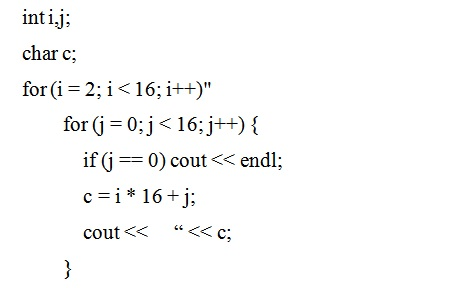 int i,j;
char c;
for (i = 2; i < 16; i++)"
for (j = 0; j < 16; j++) {
if (j == 0) cout << endl;
c = i * 16 + j;
cout << “ << c;
}